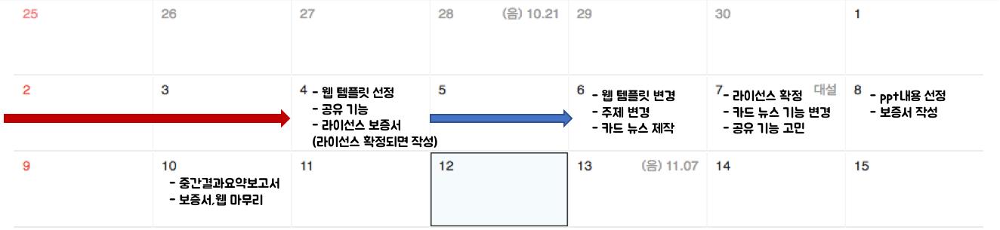 25
26
27
28 (음) 10.21
29
30
1
2
3
4 - 웹 템플릿 선정
- 공유 기능
- 라이선스 보증서
(라이선스 확정되면 작성)
5
6 - 웹 템플릿 변경
- 주제 변경
- 카드 뉴스 제작
7 - 라이선스 확정 대설
- 카드 뉴스 기능 변경
- 공유 기능 고민
8 - ppt내용 선정
- 보증서 작성
9
10
- 중간결과요약보고서
- 보증서,웹 마무리
11
12
13 (음) 11.07
14
15